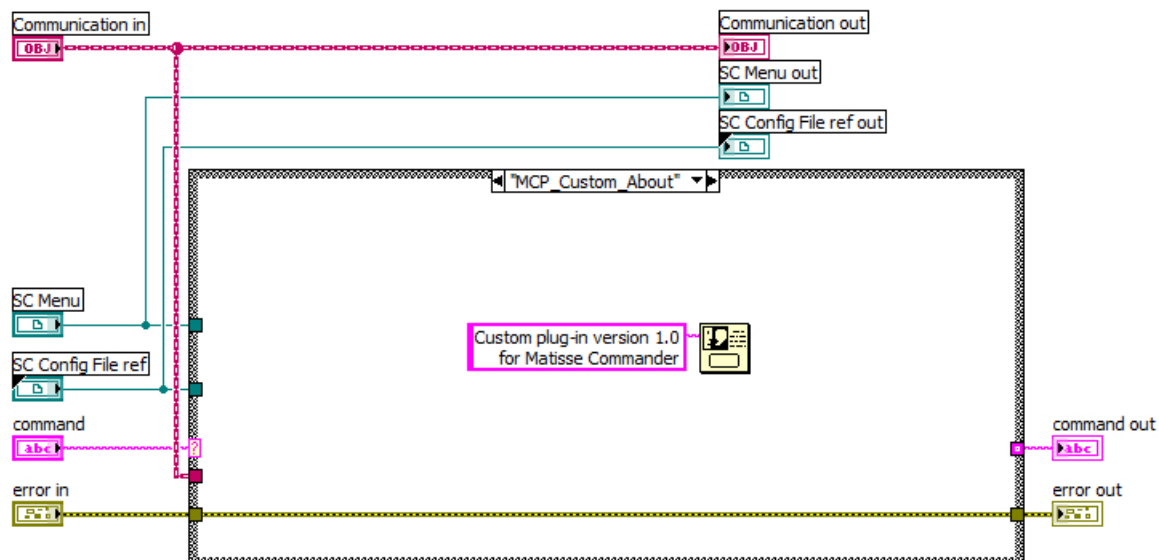 Communication in
OBJ
Communication out
OBJ
SC Menu out
SC Config File ref out
"MCP_Custom_About"
SC Menu
Custom plug-in version 1.0
for Matisse Commander
SC Config File ref
command
abc
?
command out
abc
error in
error out